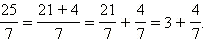 25/7 = (21 + 4)/7 = 21/7 + 4/7 = 3 + 4/7.